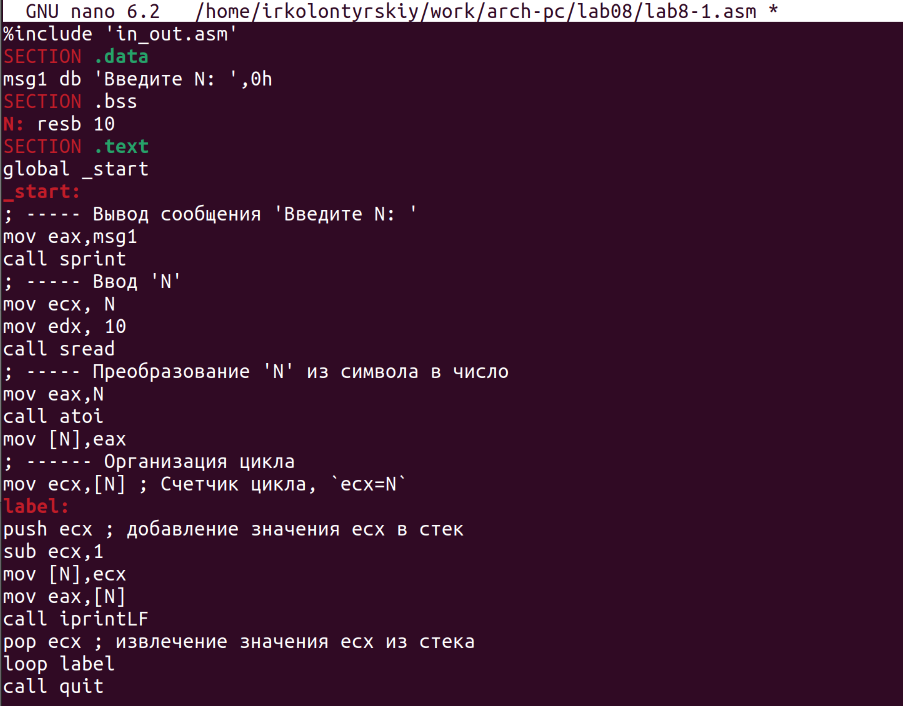 GNU nano 6.2 /home/irkolontyrskiy/work/arch-pc/lab08/lab8-1.asm *
%include 'in_out.asm'
SECTION .data
msg1 db 'Введите N: ',0h
SECTION .bss
N: resb 10
SECTION .text
global _start
_start:
; ----- Вывод сообщения 'Введите N: '
mov eax,msg1
call sprint
; ----- Ввод 'N'
mov ecx, N
mov edx, 10
call sread
; ----- Преобразование 'N' из символа в число
mov eax,N
call atoi
mov [N],eax
; ------ Организация цикла
mov ecx,[N] ; Счетчик цикла, `ecx=N`
label:
push ecx ; добавление значения ecx в стек
sub ecx,1
mov [N],ecx
mov eax,[N]
call iprintLF
pop ecx ; извлечение значения ecx из стека
loop label
call quit